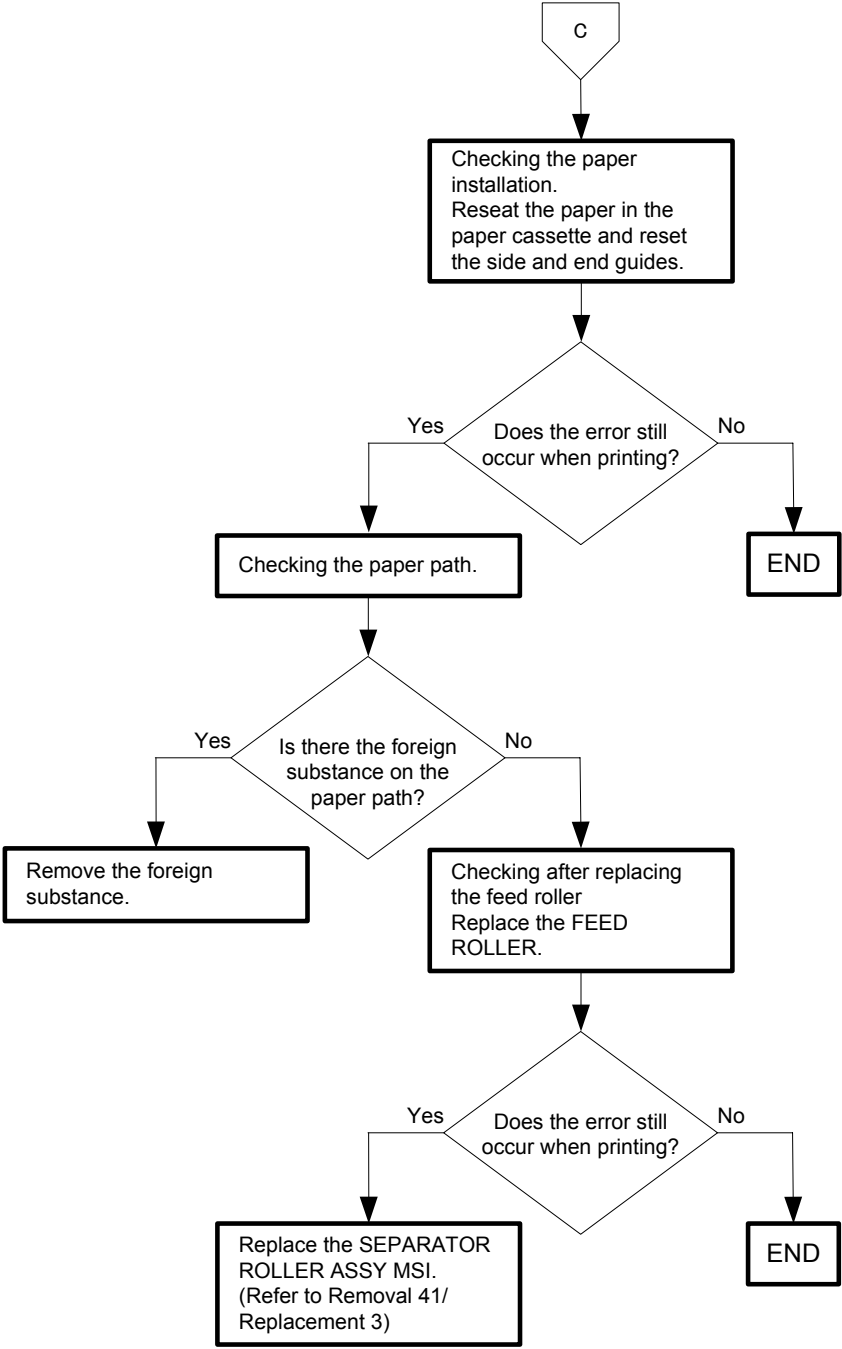 C
Checking the paper
installation.
Reseat the paper in the
paper cassette and reset
the side and end guides.
Does the error still
occur when printing?
Yes
No
Checking the paper path.
END
Is there the foreign
substance on the
paper path?
Yes
No
Remove the foreign
substance.
Checking after replacing
the feed roller
Replace the FEED
ROLLER.
Does the error still
occur when printing?
Yes
No
Replace the SEPARATOR
ROLLER ASSY MSI.
(Refer to Removal 41/
Replacement 3)
END